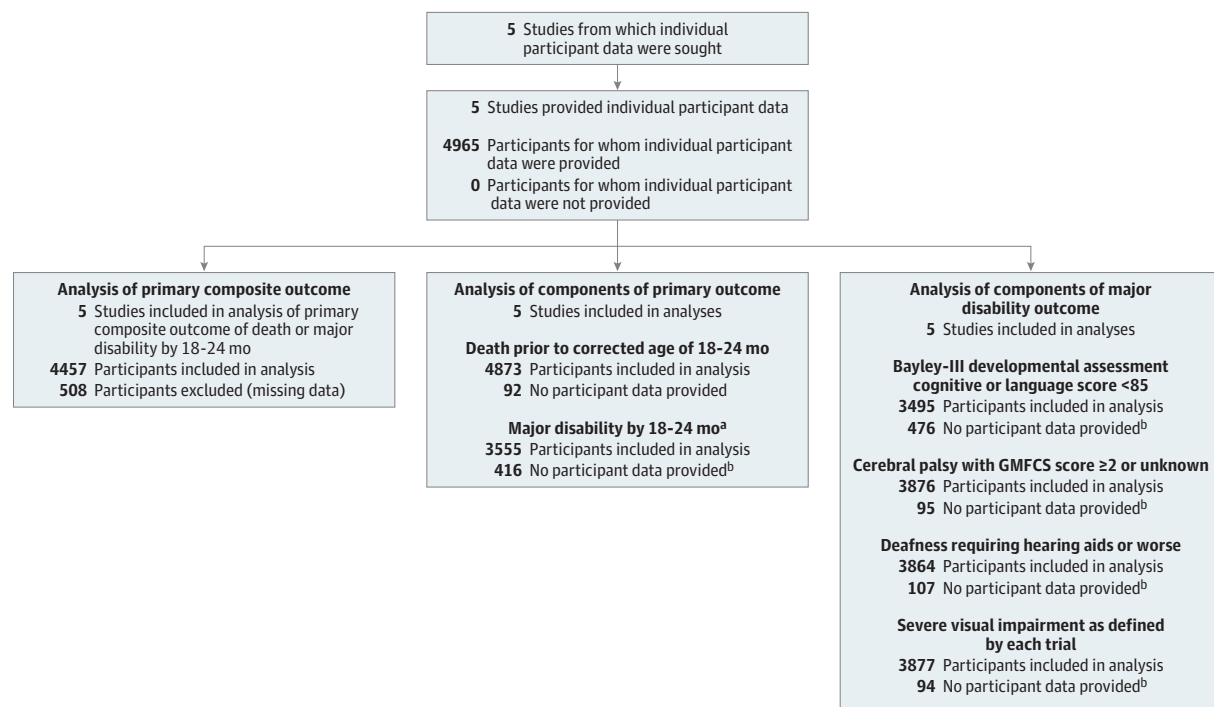 5 Studies from which individual
participant data were sought
5 Studies provided individual participant data
4965 Participants for whom individual participant
data were provided
0 Participants for whom individual participant
data were not provided
Analysis of primary composite outcome
5 Studies included in analysis of primary
composite outcome of death or major
disability by 18-24 mo
4457 Participants included in analysis
508 Participants excluded (missing data)
Analysis of components of primary outcome
5 Studies included in analyses
Death prior to corrected age of 18-24 mo
4873 Participants included in analysis
92 No participant data provided
Major disability by 18-24 moᵃ
3555 Participants included in analysis
416 No participant data providedᵇ
Analysis of components of major
disability outcome
5 Studies included in analyses
Bayley-III developmental assessment
cognitive or language score <85
3495 Participants included in analysis
476 No participant data providedᵇ
Cerebral palsy with GMFCS score ≥2 or unknown
3876 Participants included in analysis
95 No participant data providedᵇ
Deafness requiring hearing aids or worse
3864 Participants included in analysis
107 No participant data providedᵇ
Severe visual impairment as defined
by each trial
3877 Participants included in analysis
94 No participant data providedᵇ